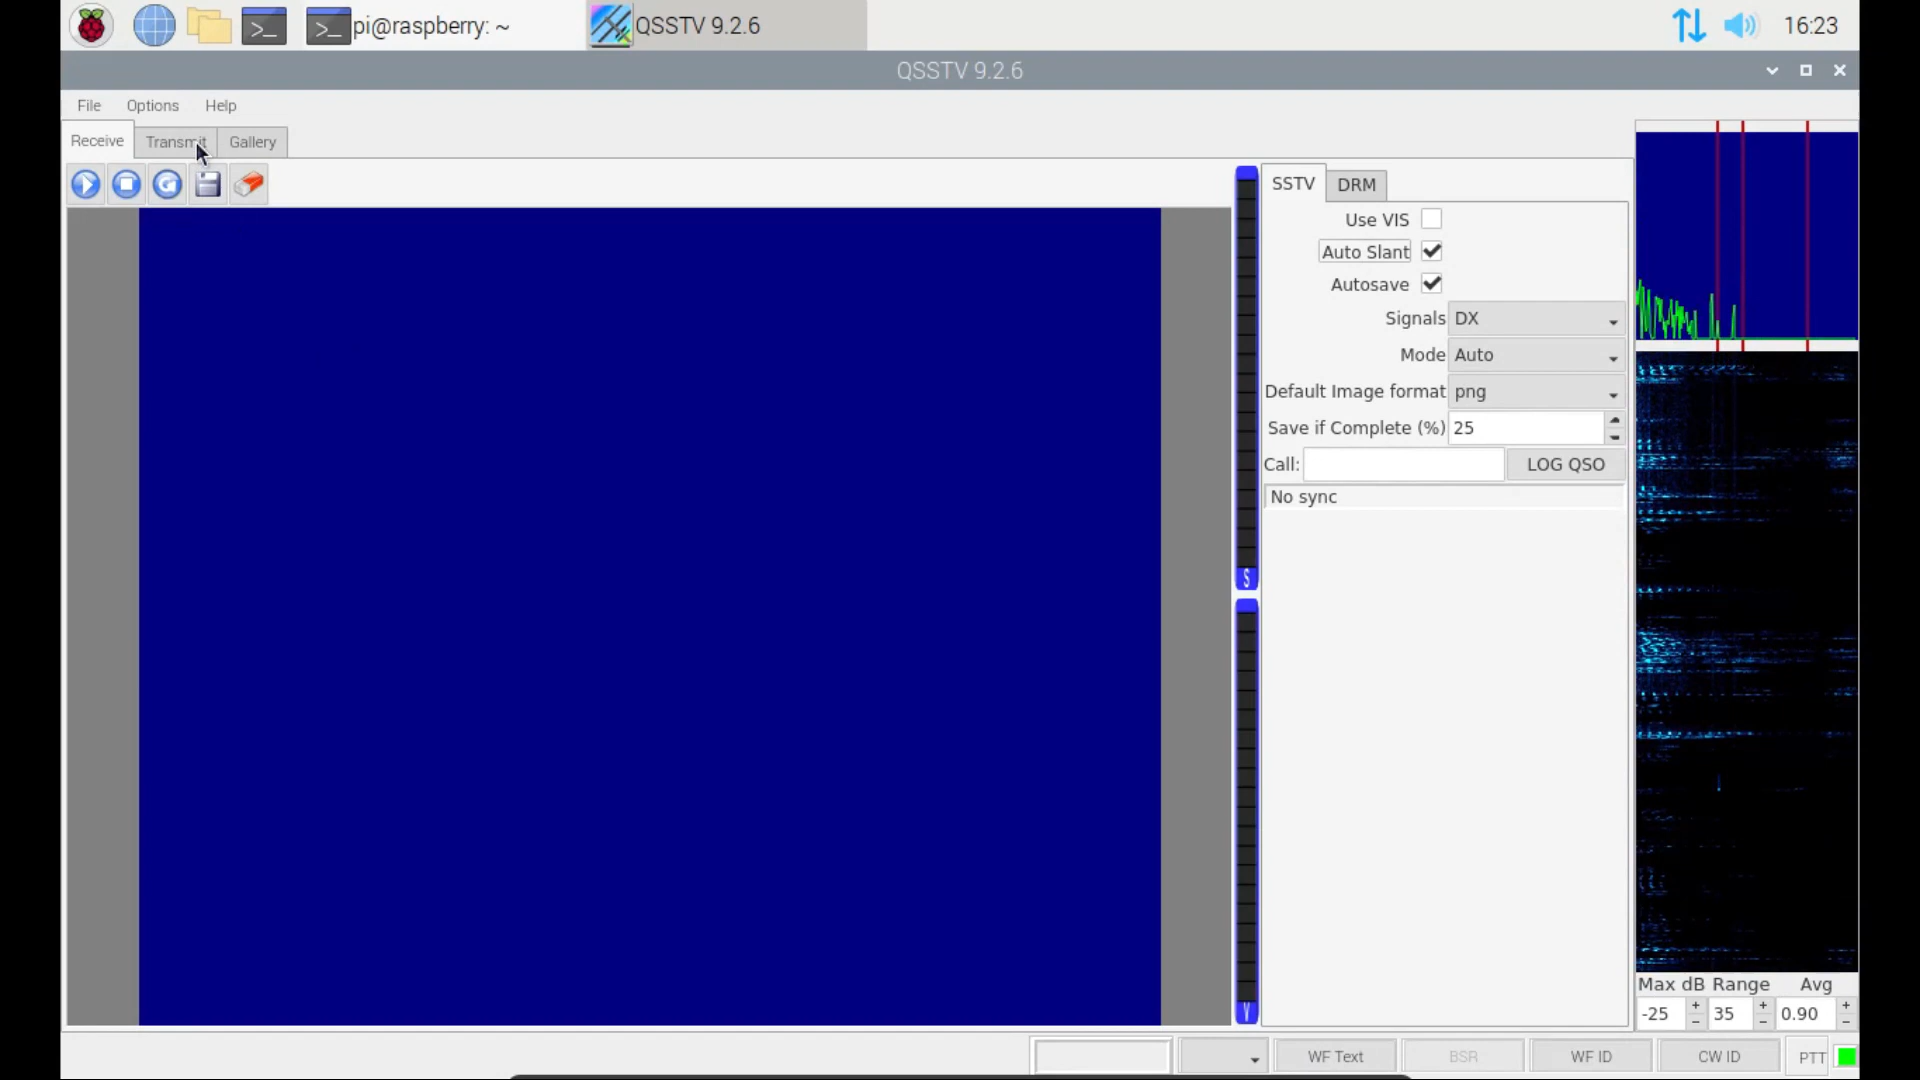 pi@raspberry: ~
QSSTV 9.2.6
16:23
QSSTV 9.2.6
File Options Help
Receive Transmit Gallery
SSTV DRM
Use VIS
Auto Slant
Autosave
Signals DX
Mode Auto
Default Image format png
Save if Complete (%) 25
Call: LOG QSO
No sync
S
V
Max dB Range Avg
-25 35 0.90
WF Text BSR WF ID CW ID PTT